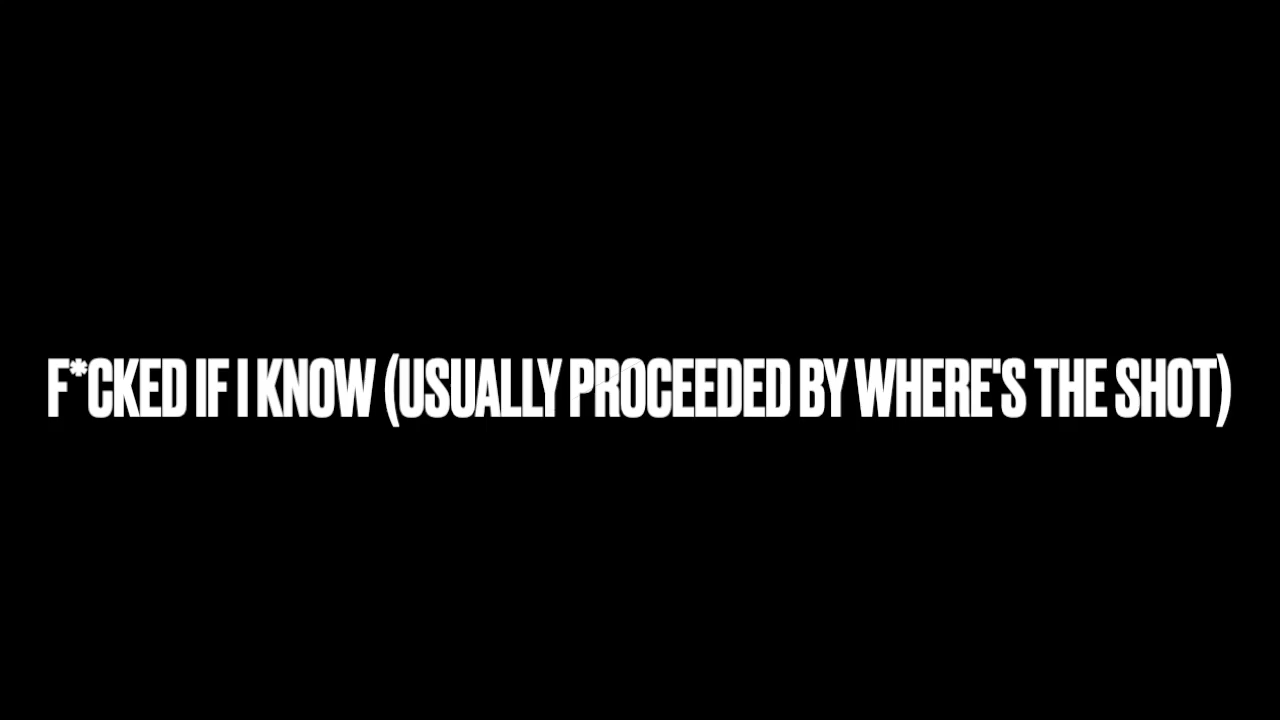 F*CKED IF I KNOW (USUALLY PROCEEDED BY WHERE'S THE SHOT)